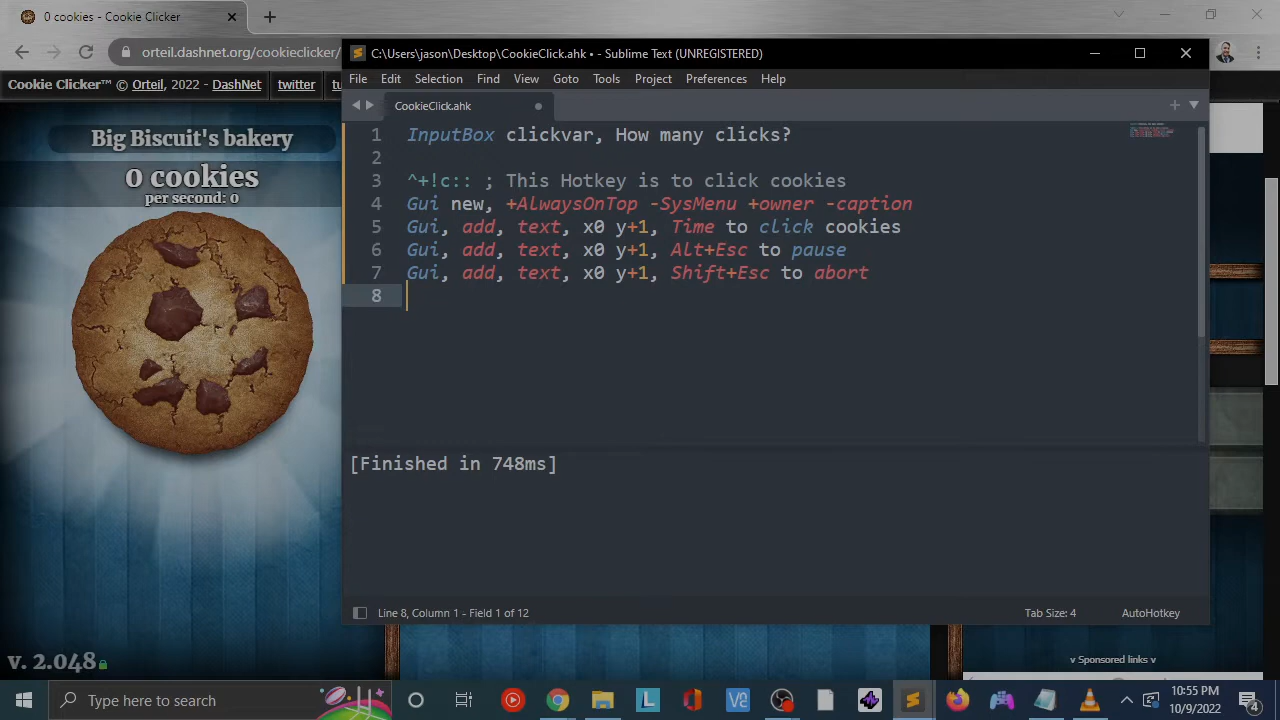 0 cookies - Cookie Clicker
orteil.dashnet.org/cookieclicker/
Cookie Clicker™ © Orteil, 2022 - DashNet
twitter
tu
Big Biscuit's bakery
0 cookies
per second: 0
v. 2.048
C:\Users\jason\Desktop\CookieClick.ahk • - Sublime Text (UNREGISTERED)
File Edit Selection Find View Goto Tools Project Preferences Help
CookieClick.ahk
1 InputBox clickvar, How many clicks?
2
3 ^+!c:: ; This Hotkey is to click cookies
4 Gui new, +AlwaysOnTop -SysMenu +owner -caption
5 Gui, add, text, x0 y+1, Time to click cookies
6 Gui, add, text, x0 y+1, Alt+Esc to pause
7 Gui, add, text, x0 y+1, Shift+Esc to abort
8
[Finished in 748ms]
Line 8, Column 1 - Field 1 of 12
Tab Size: 4
AutoHotkey
v Sponsored links v
Type here to search
L
10:55 PM
10/9/2022
4